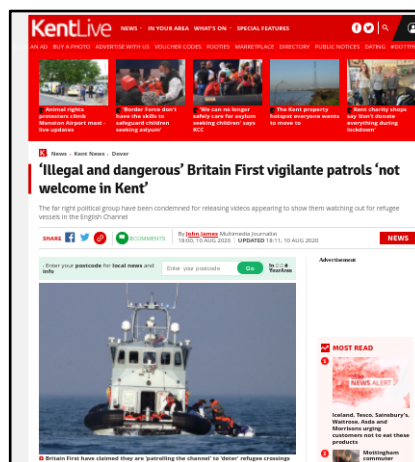 KentLive
NEWS
IN YOUR AREA
WHAT'S ON
SPECIAL FEATURES
AN AD
BUY A PHOTO
ADVERTISE WITH US
VOUCHER CODES
FOOTIES
MARKETPLACE
DIRECTORY
PUBLIC NOTICES
DATING
Animal rights
protesters climb
Manston Airport mast -
live updates
'Border Force don't
have the skills to
safeguard children
seeking asylum'
'We can no longer
safely care for asylum
seeking children' says
KCC
The Kent property
hotspot everyone wants
to move to
Kent charity shops
say 'don't donate
everything during
lockdown'
K News Kent News Dover
'Illegal and dangerous' Britain First vigilante patrols 'not
welcome in Kent'
The far right political group have been condemned for releasing videos appearing to show them watching out for refugee
vessels in the English Channel
SHARE
COMMENTS
By John James Multimedia Journalist
18:00, 10 AUG 2020 | UPDATED 18:11, 10 AUG 2020
NEWS
Enter your postcode for local news and
info
Enter your postcode
Go
Advertisement
MOST READ
1
NEWS ALERT
Iceland, Tesco, Sainsbury's,
Waitrose, Asda and
Morrisons urging
customers not to eat these
products
2
Mottingham
commuter
Britain First have claimed they are 'patrolling the channel' to 'deter' refugee crossings